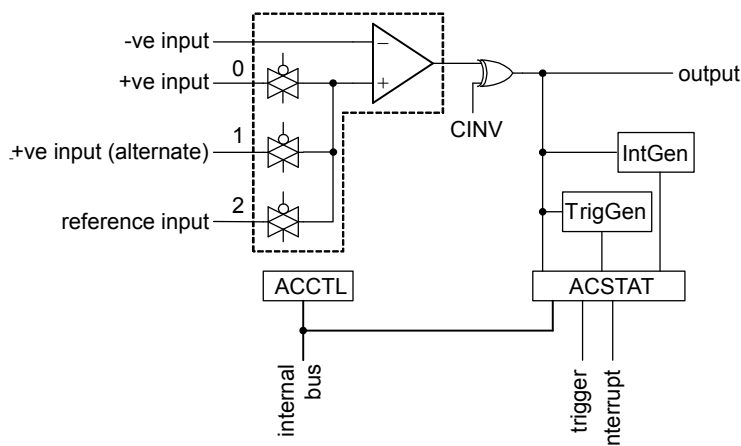 -ve input
+ve input
0
+ve input (alternate)
1
reference input
2
−
+
CINV
output
IntGen
TrigGen
ACCTL
ACSTAT
internal
bus
trigger
nterrupt